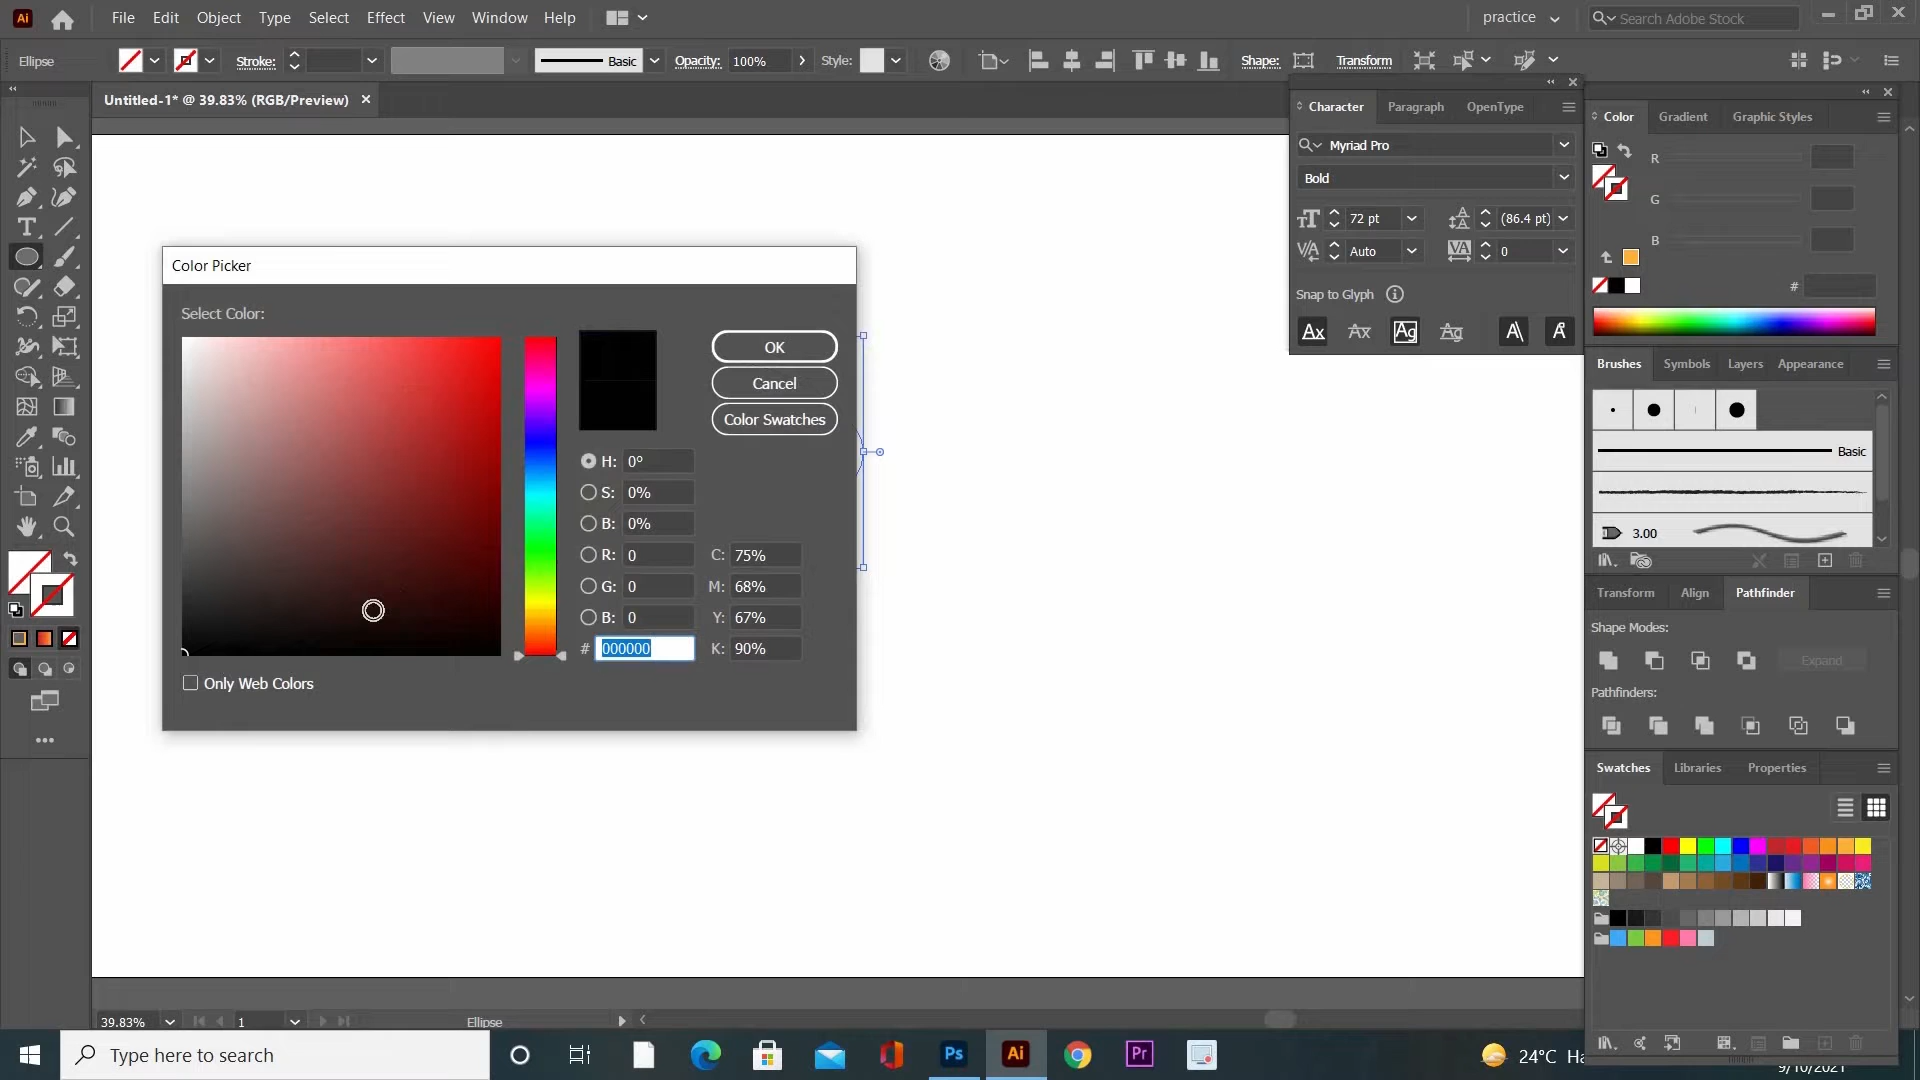 Ai File Edit Object Type Select Effect View Window Help practice Search Adobe Stock
Ellipse Stroke: Basic Opacity: 100% Style: Shape: Transform
Untitled-1* @ 39.83% (RGB/Preview)
Character Paragraph OpenType
Myriad Pro
Bold
72 pt (86.4 pt)
Auto 0
Snap to Glyph
Color Gradient Graphic Styles
R
G
B
#
Color Picker
Select Color:
OK
Cancel
Color Swatches
H: 0°
S: 0%
B: 0%
R: 0 C: 75%
G: 0 M: 68%
B: 0 Y: 67%
# 000000 K: 90%
Only Web Colors
Brushes Symbols Layers Appearance
Basic
3.00
Transform Align Pathfinder
Shape Modes:
Expand
Pathfinders:
Swatches Libraries Properties
39.83% 1 Ellipse
Type here to search Ps Ai Pr 24°C Ha
9/10/2021